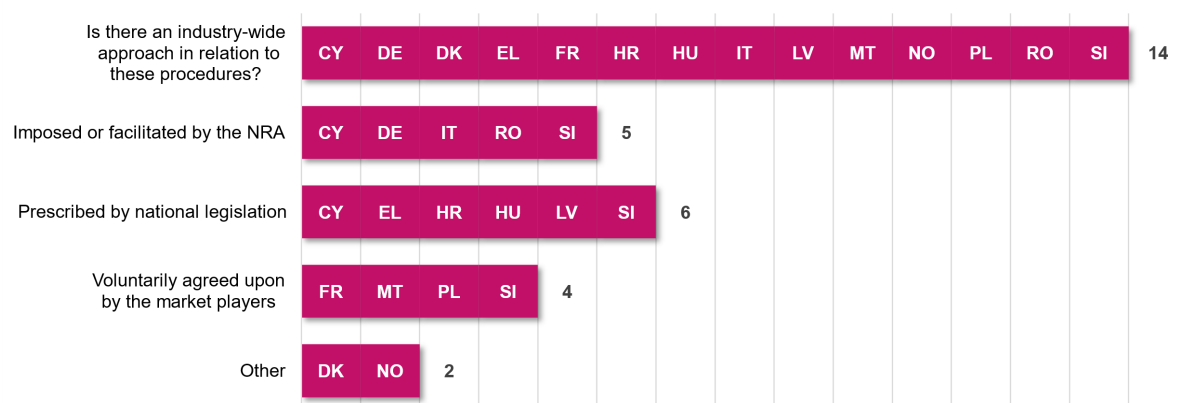 Is there an industry-wide
approach in relation to
these procedures?
CY DE DK EL FR HR HU IT LV MT NO PL RO SI 14
Imposed or facilitated by the NRA
CY DE IT RO SI 5
Prescribed by national legislation
CY EL HR HU LV SI 6
Voluntarily agreed upon
by the market players
FR MT PL SI 4
Other
DK NO 2